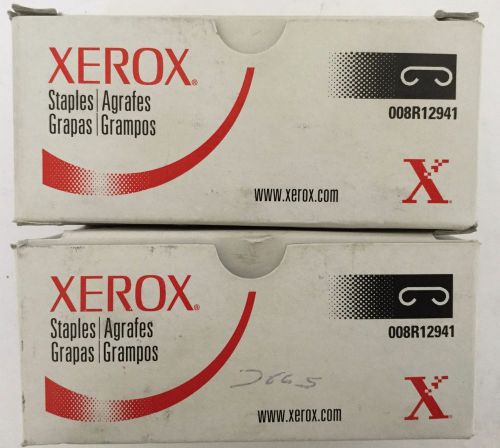 XEROX®
Staples|Agrafes
Grapas|Grampos
008R12941
X
www.xerox.com
XEROX®
Staples|Agrafes
Grapas|Grampos
008R12941
X
www.xerox.com